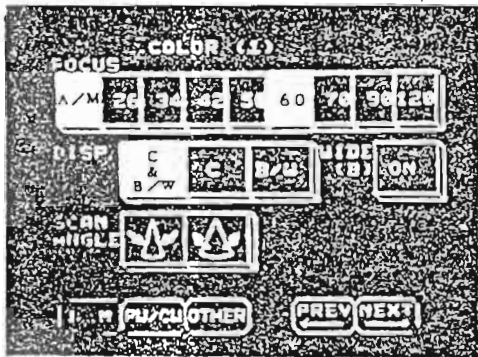 COLOR (1)
FOCUS
A/M 26 34 42 50 60 70 90 120
DISP C & B/W C B/W WIDE (B) ON
SCAN ANGLE
M PW/CW OTHER PREV NEXT